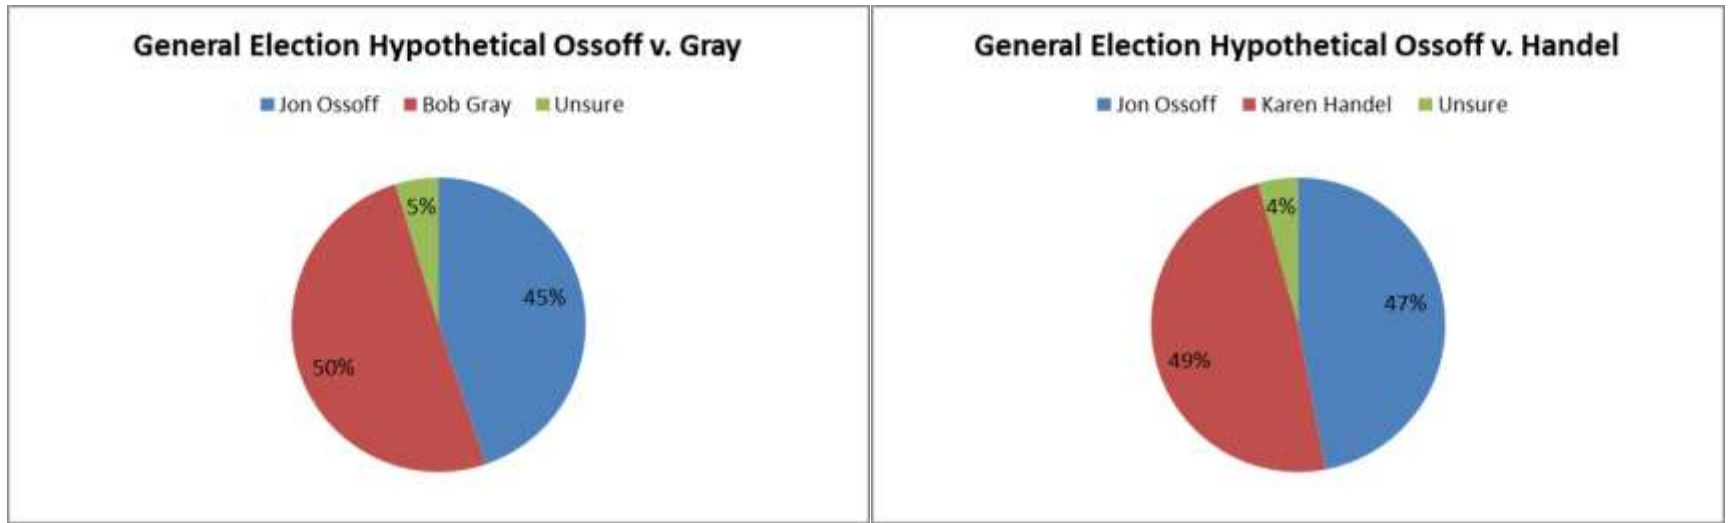 General Election Hypothetical Ossoff v. Gray
Jon Ossoff Bob Gray Unsure
5%
45%
50%
General Election Hypothetical Ossoff v. Handel
Jon Ossoff Karen Handel Unsure
4%
47%
49%